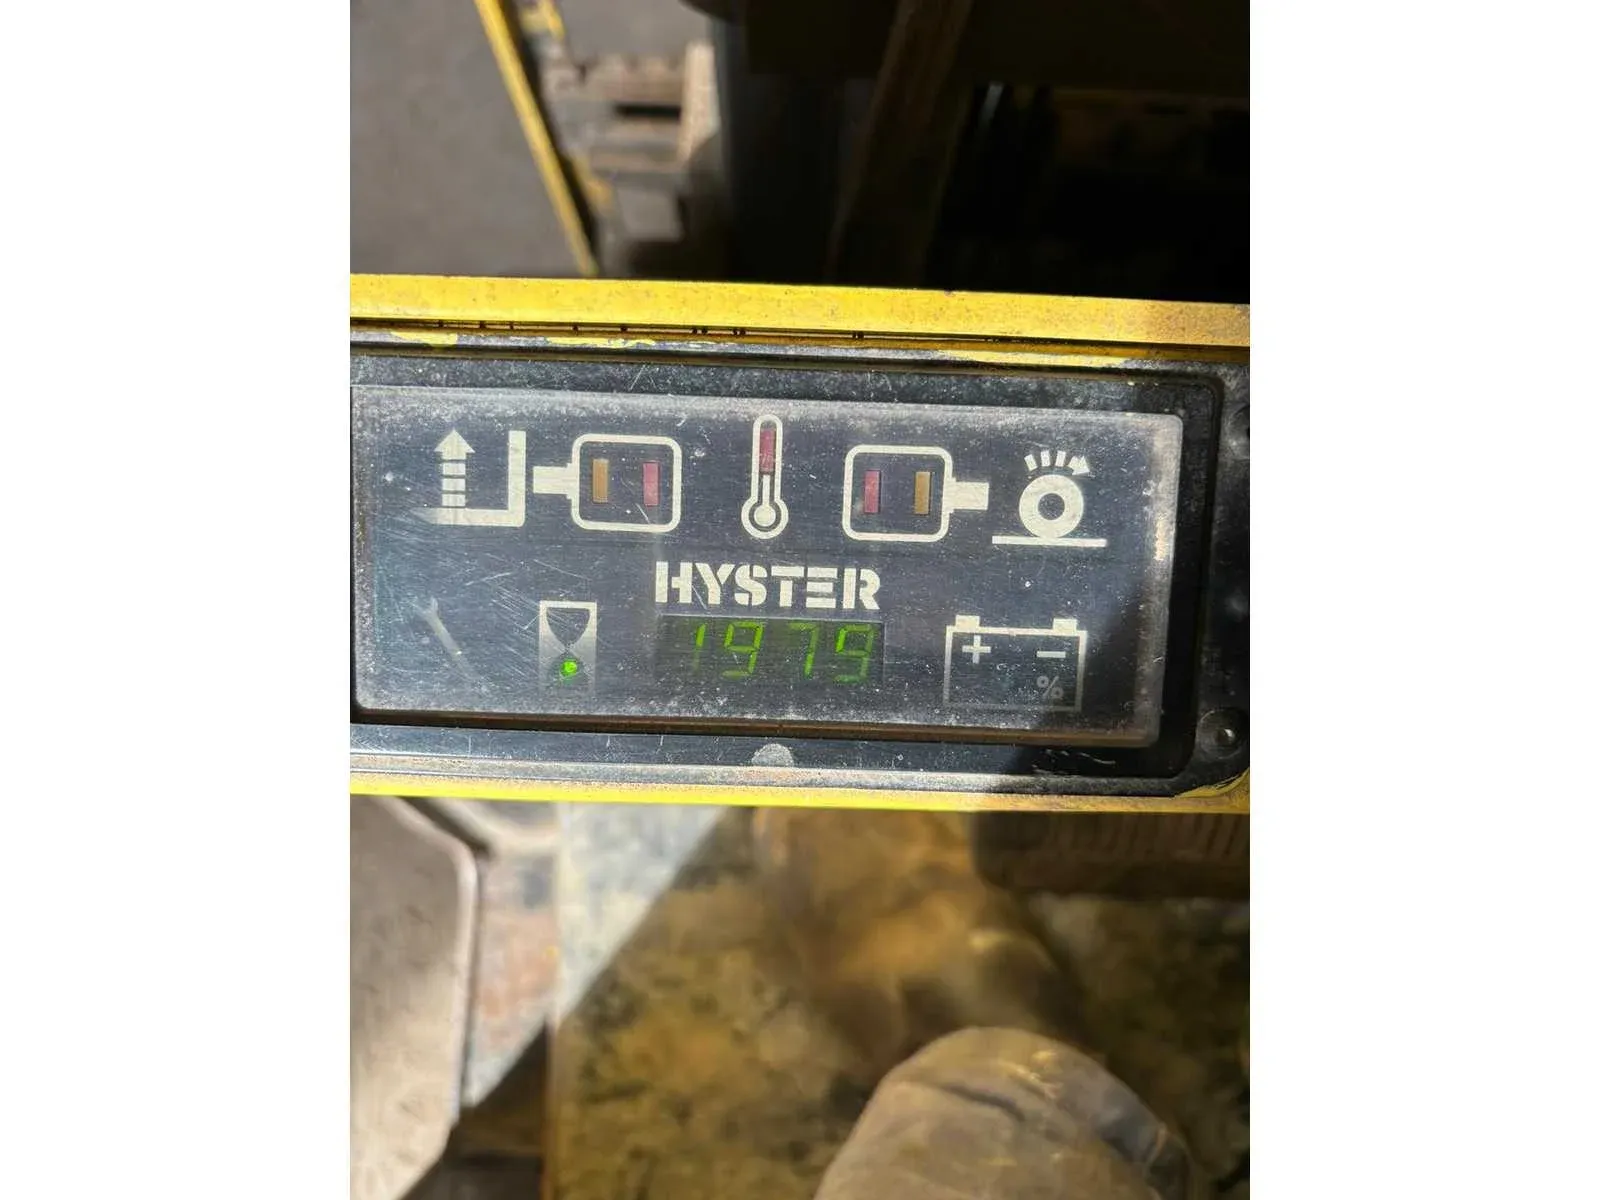 HYSTER
1979
+ -
%